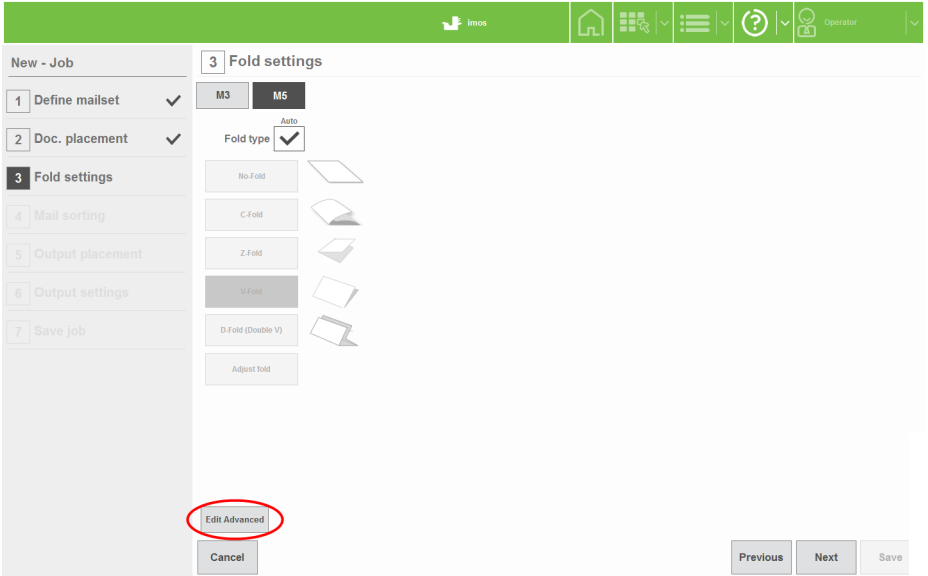 imos
Operator
New - Job
3 Fold settings
1 Define mailset
2 Doc. placement
3 Fold settings
4 Mail sorting
5 Output placement
6 Output settings
7 Save job
M3 M5
Auto
Fold type
No-Fold
C-Fold
Z-Fold
V-Fold
D-Fold (Double V)
Adjust fold
Edit Advanced
Cancel Previous Next Save